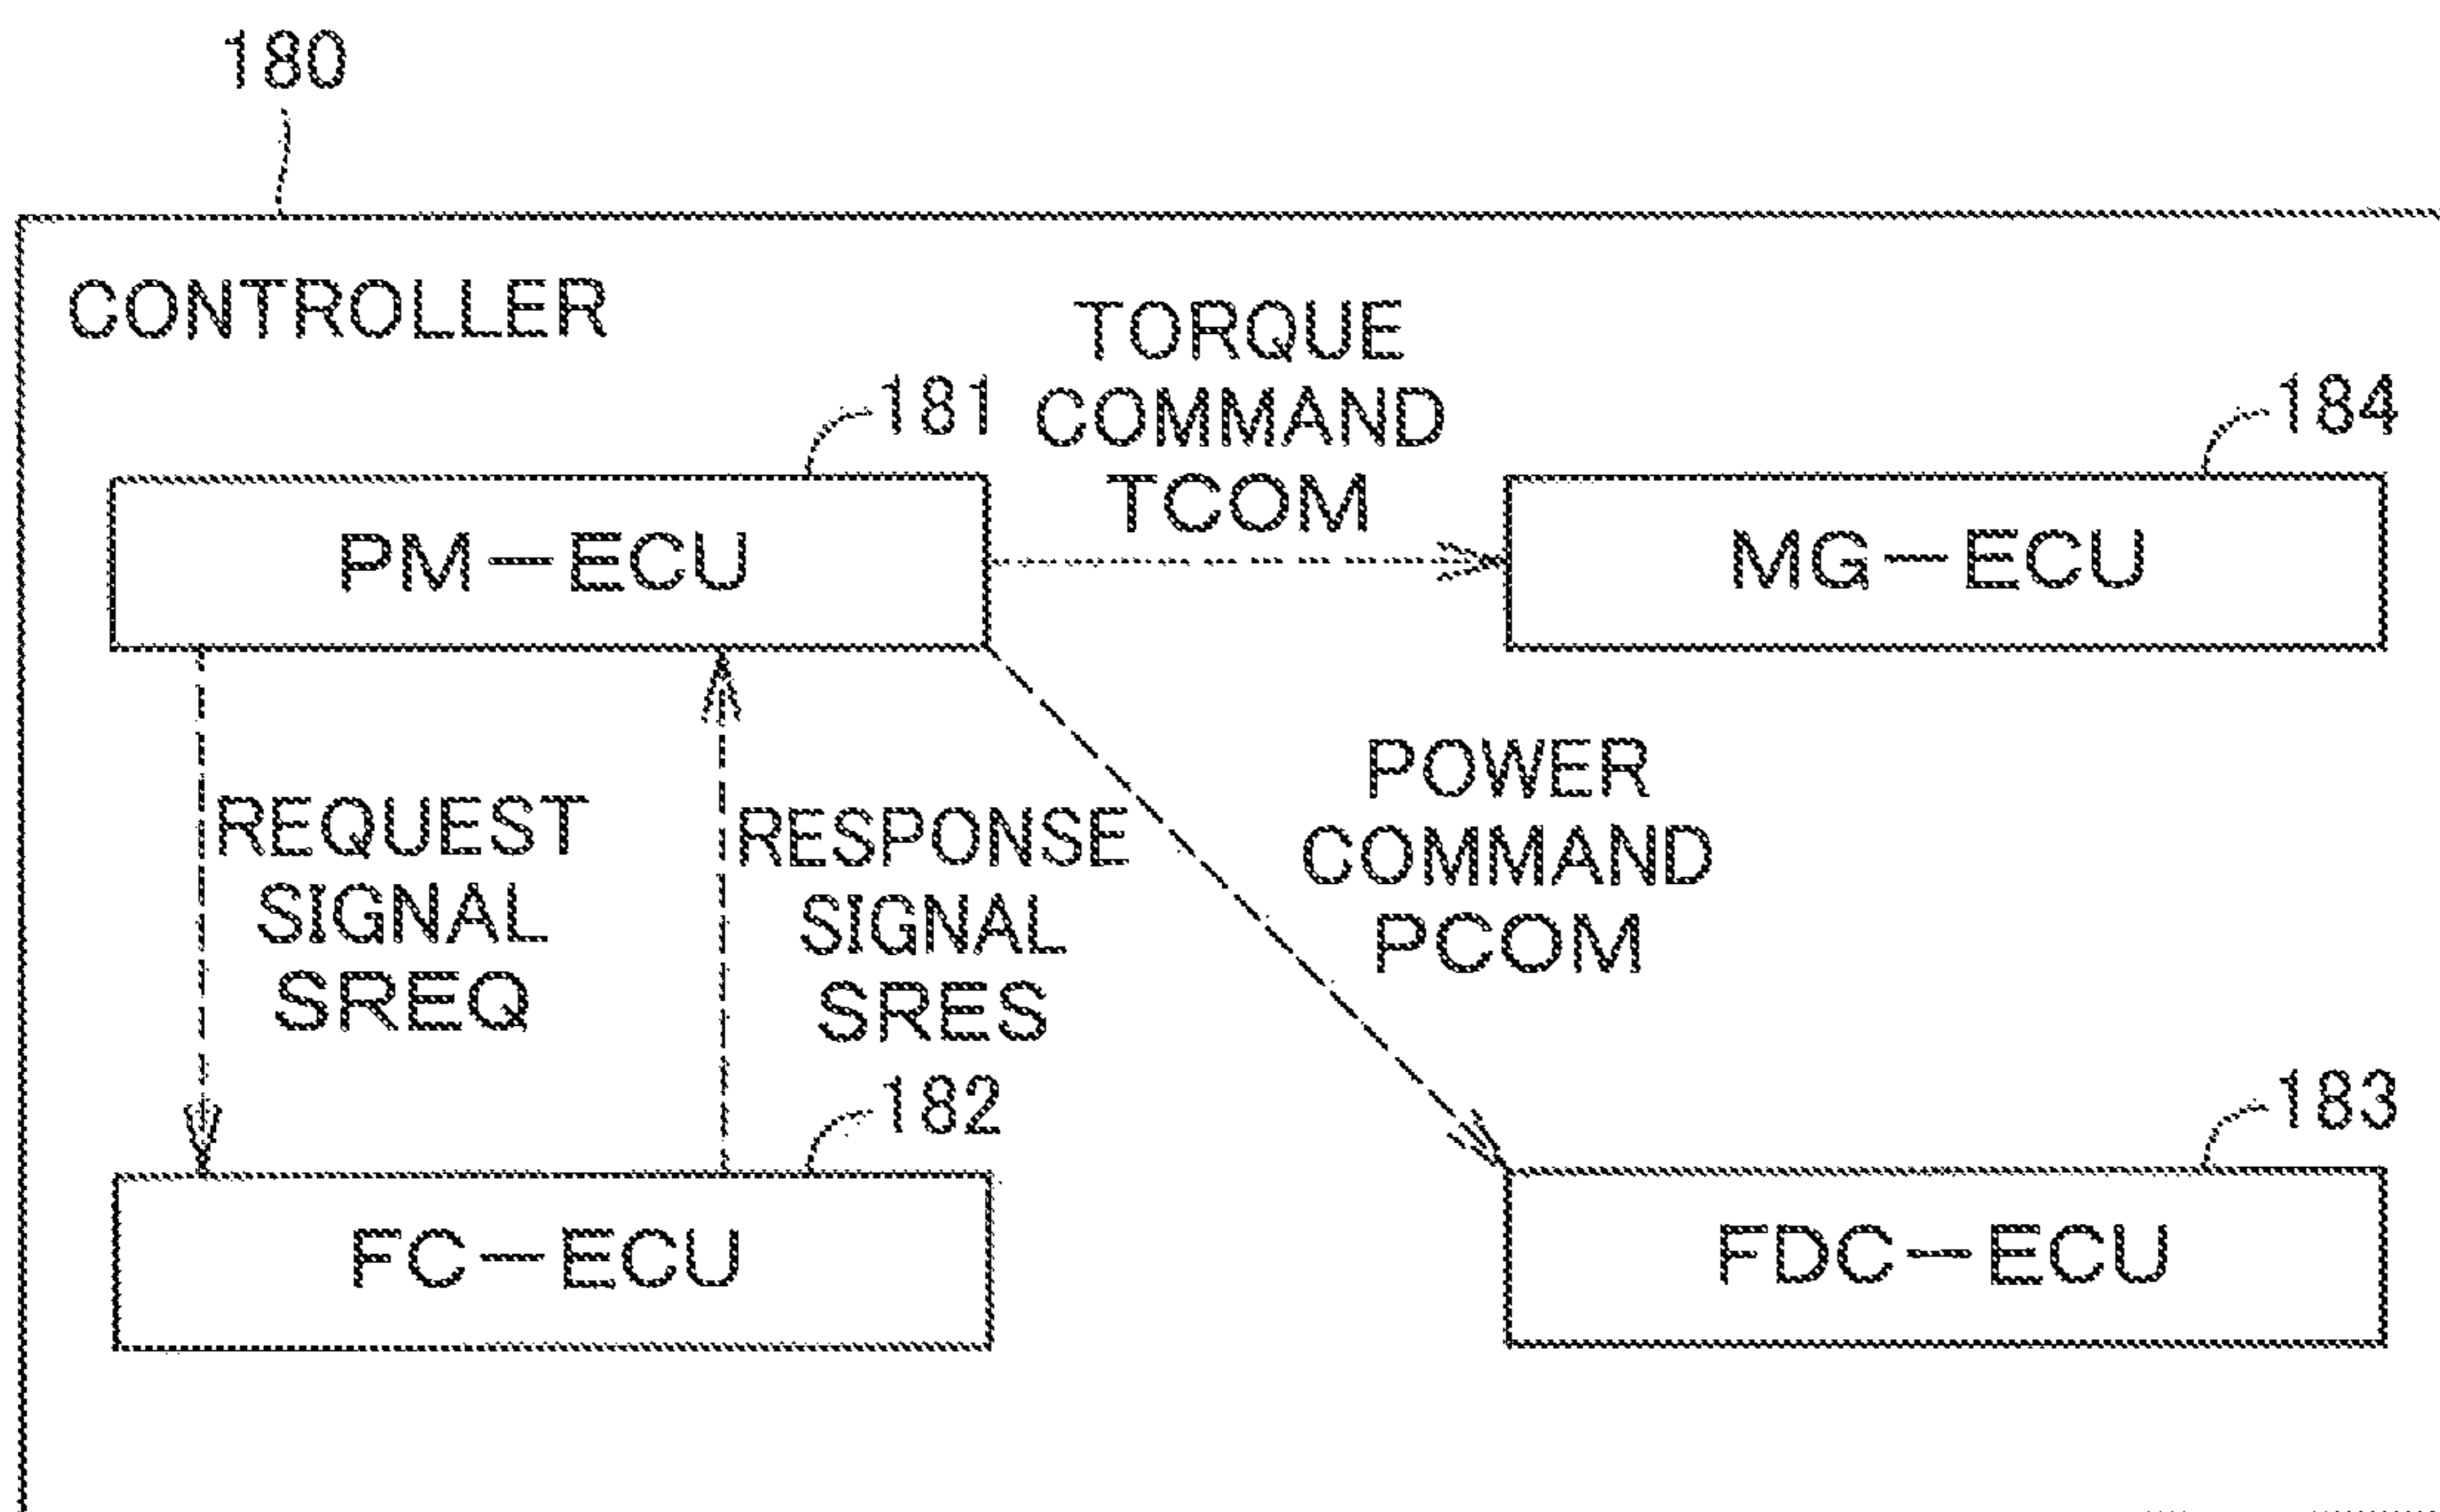 180
CONTROLLER
TORQUE
COMMAND
TCOM
181
184
PM-ECU
MG-ECU
REQUEST
SIGNAL
SREQ
RESPONSE
SIGNAL
SRES
POWER
COMMAND
PCOM
182
183
FC-ECU
FDC-ECU